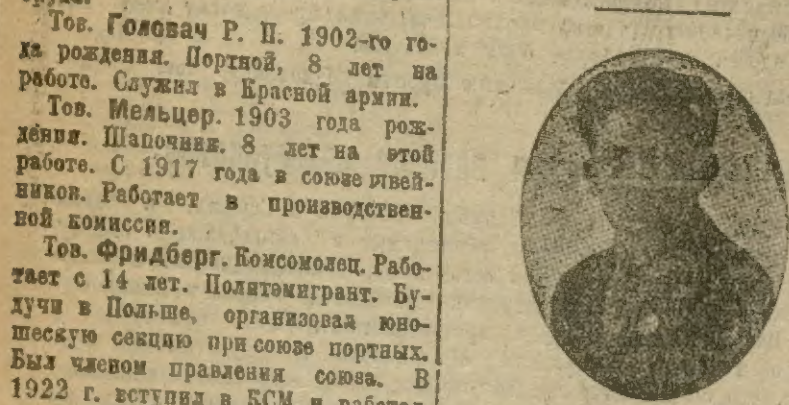 Тов. Головач Р. П. 1902-го го-
да рождения. Портной, 8 лет на
работе. Служил в Красной армии.
Тов. Мельцер. 1903 года рож-
дения. Шапочник. 8 лет на этой
работе. С 1917 года в союзе швей-
ников. Работает в производствен-
ной комиссии.
Тов. Фридберг. Комсомолец. Рабо-
тает с 14 лет. Политэмигрант. Бу-
дучи в Польше, организовал юно-
шескую секцию при союзе портных.
Был членом правления союза. В
1922 г. вступил в КСМ и работал